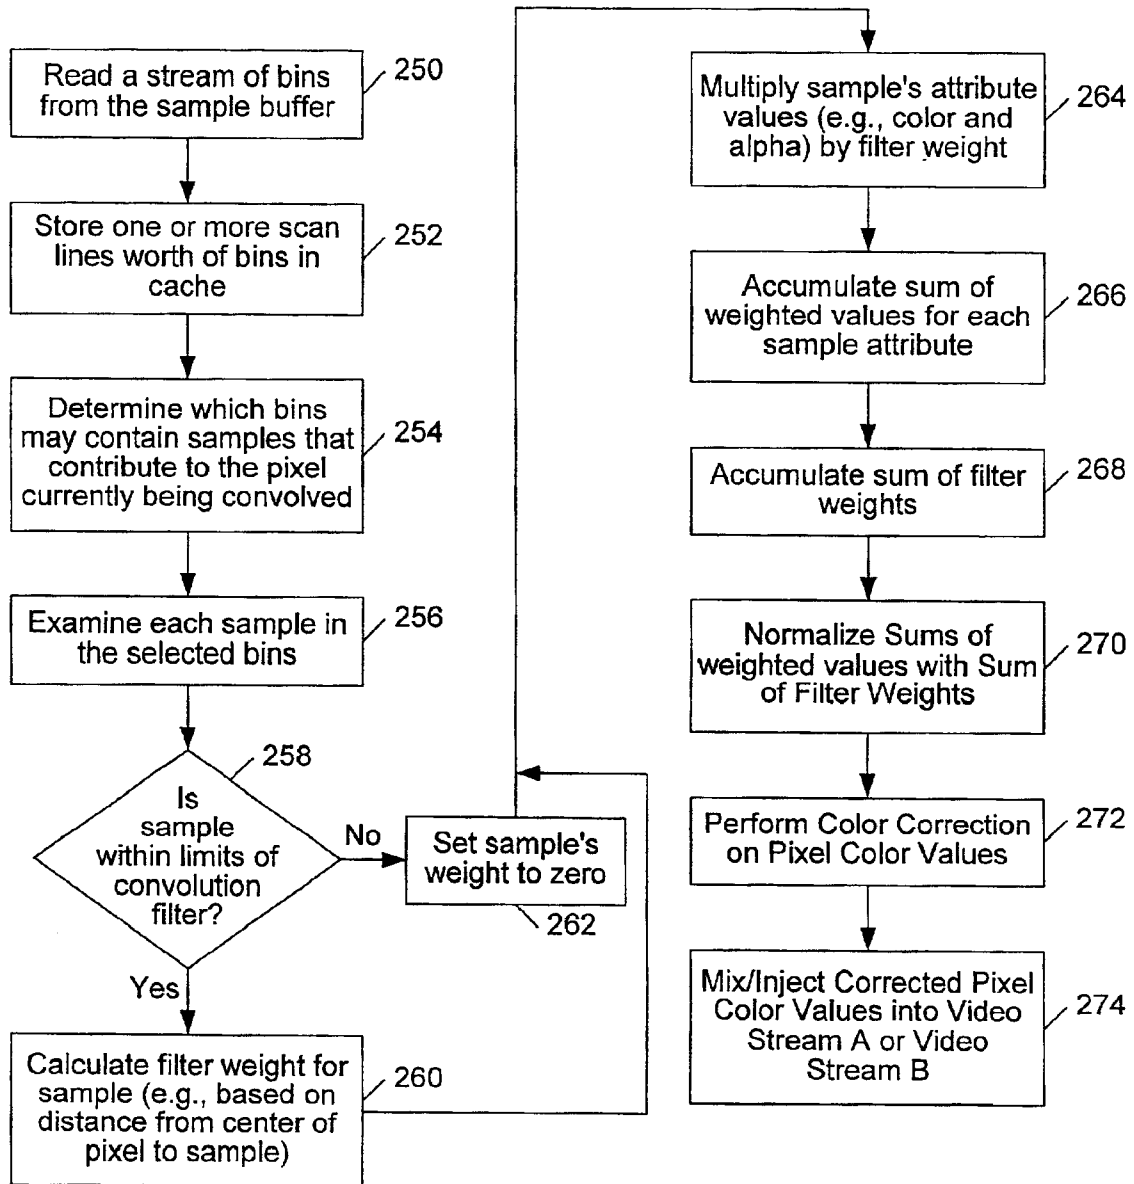 Read a stream of bins
from the sample buffer
250
Store one or more scan
lines worth of bins in
cache
252
Determine which bins
may contain samples that
contribute to the pixel
currently being convolved
254
Examine each sample in
the selected bins
256
258
Is
sample
within limits of
convolution
filter?
No
Yes
Set sample's
weight to zero
262
Calculate filter weight for
sample (e.g., based on
distance from center of
pixel to sample)
260
Multiply sample's attribute
values (e.g., color and
alpha) by filter weight
264
Accumulate sum of
weighted values for each
sample attribute
266
Accumulate sum of filter
weights
268
Normalize Sums of
weighted values with Sum
of Filter Weights
270
Perform Color Correction
on Pixel Color Values
272
Mix/Inject Corrected Pixel
Color Values into Video
Stream A or Video
Stream B
274